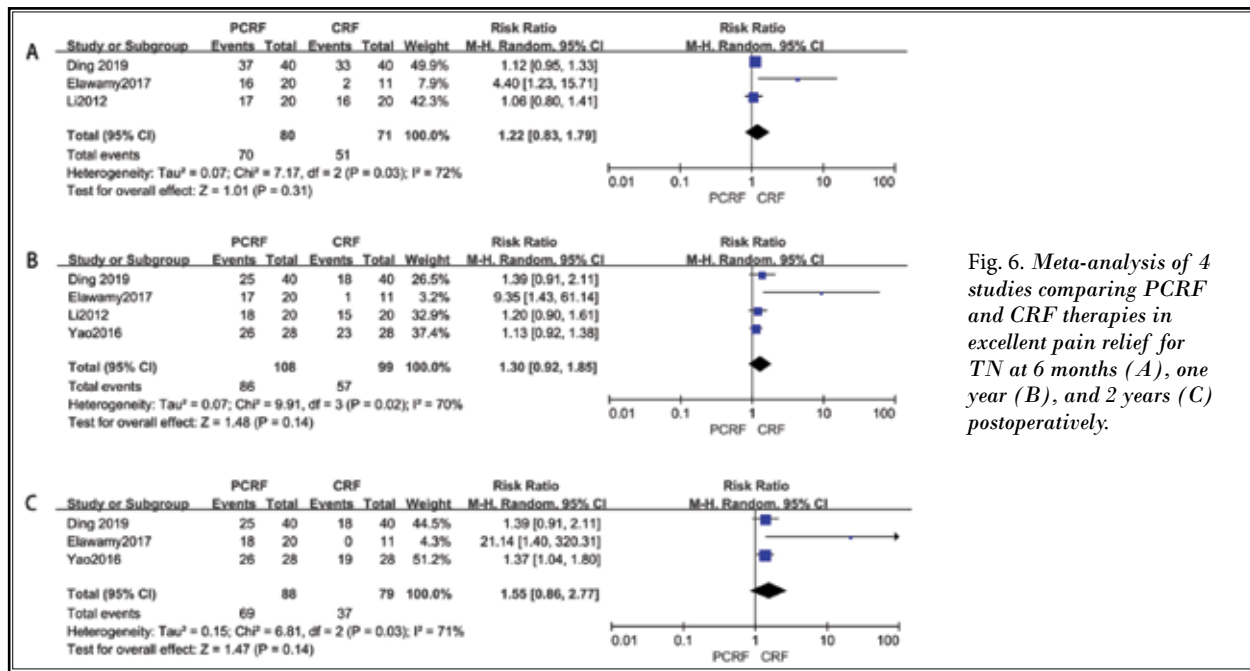 A
PCRF CRF Risk Ratio Risk Ratio
Study or Subgroup Events Total Events Total Weight M-H. Random. 95% CI M-H. Random. 95% CI
Ding 2019 37 40 33 40 49.9% 1.12 [0.95, 1.33]
Elawamy2017 16 20 2 11 7.9% 4.40 [1.23, 15.71]
Li2012 17 20 16 20 42.3% 1.06 [0.80, 1.41]
Total (95% CI) 80 71 100.0% 1.22 [0.83, 1.79]
Total events 70 51
Heterogeneity: Tau² = 0.07; Chi² = 7.17, df = 2 (P = 0.03); I² = 72%
Test for overall effect: Z = 1.01 (P = 0.31)
0.01 0.1 1 10 100
PCRF CRF
B
PCRF CRF Risk Ratio Risk Ratio
Study or Subgroup Events Total Events Total Weight M-H. Random. 95% CI M-H. Random. 95% CI
Ding 2019 25 40 18 40 26.5% 1.39 [0.91, 2.11]
Elawamy2017 17 20 1 11 3.2% 9.35 [1.43, 61.14]
Li2012 18 20 15 20 32.9% 1.20 [0.90, 1.61]
Yao2016 26 28 23 28 37.4% 1.13 [0.92, 1.38]
Total (95% CI) 108 99 100.0% 1.30 [0.92, 1.85]
Total events 86 57
Heterogeneity: Tau² = 0.07; Chi² = 9.91, df = 3 (P = 0.02); I² = 70%
Test for overall effect: Z = 1.48 (P = 0.14)
0.01 0.1 1 10 100
PCRF CRF
C
PCRF CRF Risk Ratio Risk Ratio
Study or Subgroup Events Total Events Total Weight M-H. Random. 95% CI M-H. Random. 95% CI
Ding 2019 25 40 18 40 44.5% 1.39 [0.91, 2.11]
Elawamy2017 18 20 0 11 4.3% 21.14 [1.40, 320.31]
Yao2016 26 28 19 28 51.2% 1.37 [1.04, 1.80]
Total (95% CI) 88 79 100.0% 1.55 [0.86, 2.77]
Total events 69 37
Heterogeneity: Tau² = 0.15; Chi² = 6.81, df = 2 (P = 0.03); I² = 71%
Test for overall effect: Z = 1.47 (P = 0.14)
0.01 0.1 1 10 100
PCRF CRF
Fig. 6. Meta-analysis of 4
studies comparing PCRF
and CRF therapies in
excellent pain relief for
TN at 6 months (A), one
year (B), and 2 years (C)
postoperatively.